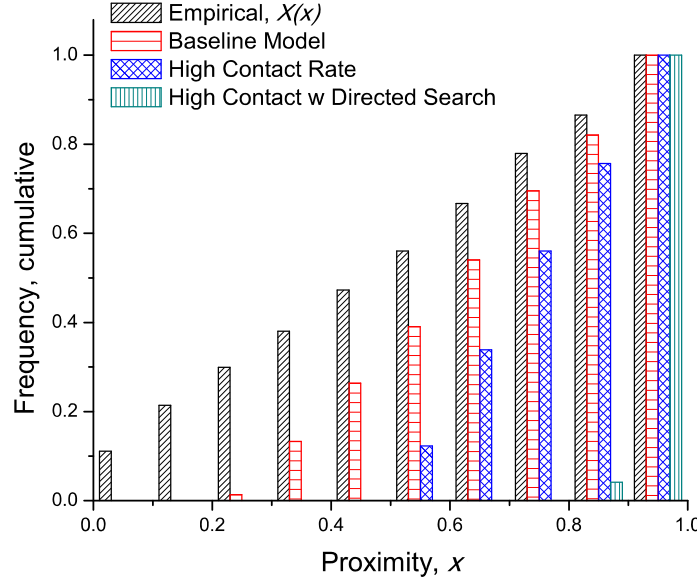 Empirical, X(x)
Baseline Model
High Contact Rate
High Contact w Directed Search
1.0
0.8
0.6
0.4
0.2
0.0
Frequency, cumulative
0.0 0.2 0.4 0.6 0.8 1.0
Proximity, x